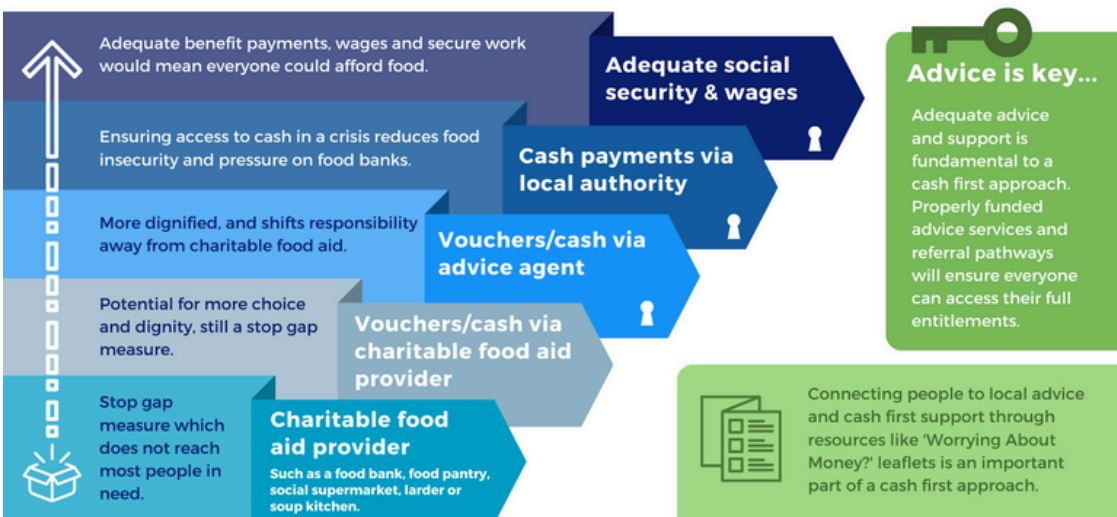 Adequate benefit payments, wages and secure work
would mean everyone could afford food.
Adequate social
security & wages
Ensuring access to cash in a crisis reduces food
insecurity and pressure on food banks.
Cash payments via
local authority
More dignified, and shifts responsibility
away from charitable food aid.
Vouchers/cash via
advice agent
Potential for more choice
and dignity, still a stop gap
measure.
Vouchers/cash via
charitable food aid
provider
Stop gap
measure which
does not reach
most people in
need.
Charitable food
aid provider
Such as a food bank, food pantry,
social supermarket, larder or
soup kitchen.
Advice is key...
Adequate advice
and support is
fundamental to a
cash first approach.
Properly funded
advice services and
referral pathways
will ensure everyone
can access their full
entitlements.
Connecting people to local advice
and cash first support through
resources like 'Worrying About
Money?' leaflets is an important
part of a cash first approach.